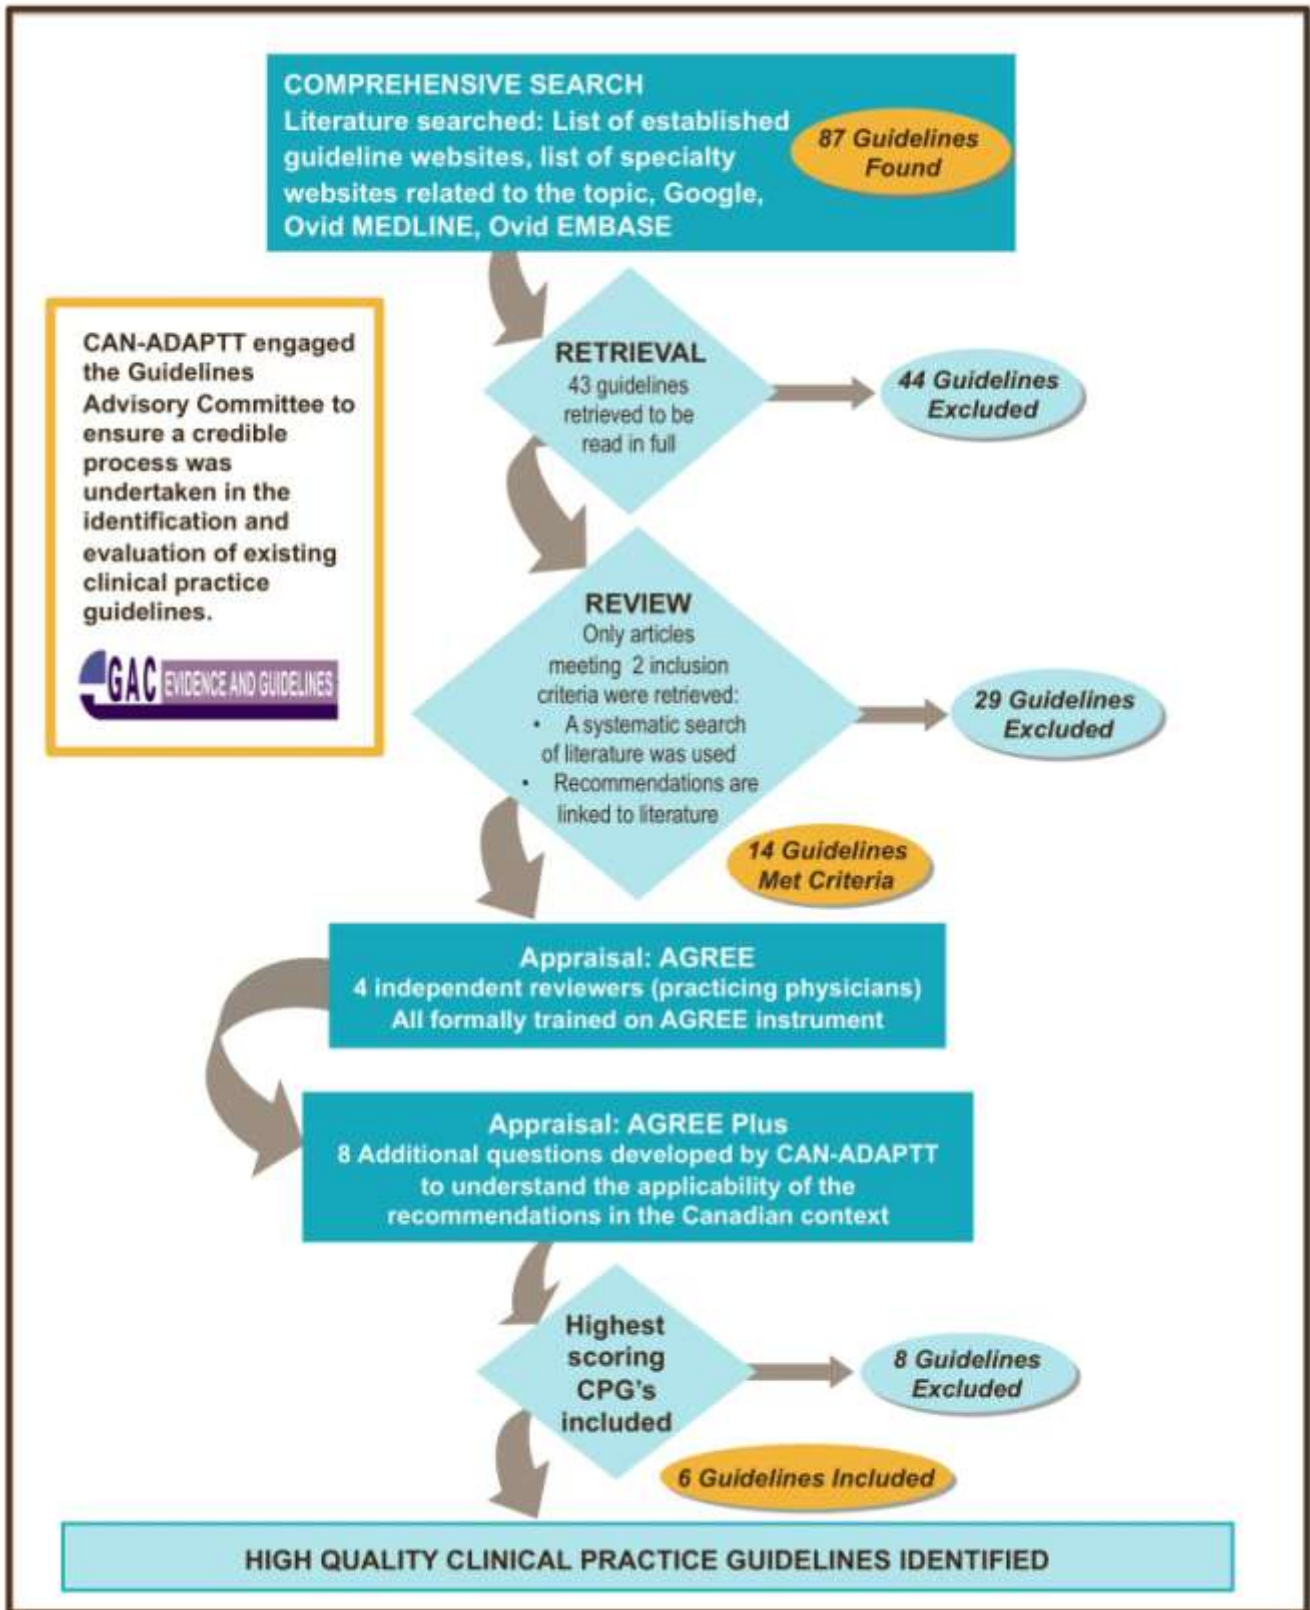 COMPREHENSIVE SEARCH
Literature searched: List of established
guideline websites, list of specialty
websites related to the topic, Google,
Ovid MEDLINE, Ovid EMBASE
87 Guidelines
Found
CAN-ADAPTT engaged
the Guidelines
Advisory Committee to
ensure a credible
process was
undertaken in the
identification and
evaluation of existing
clinical practice
guidelines.
GAC EVIDENCE AND GUIDELINES
RETRIEVAL
43 guidelines
retrieved to be
read in full
44 Guidelines
Excluded
REVIEW
Only articles
meeting 2 inclusion
criteria were retrieved:
• A systematic search
of literature was used
• Recommendations are
linked to literature
29 Guidelines
Excluded
14 Guidelines
Met Criteria
Appraisal: AGREE
4 independent reviewers (practicing physicians)
All formally trained on AGREE instrument
Appraisal: AGREE Plus
8 Additional questions developed by CAN-ADAPTT
to understand the applicability of the
recommendations in the Canadian context
Highest
scoring
CPG's
included
8 Guidelines
Excluded
6 Guidelines Included
HIGH QUALITY CLINICAL PRACTICE GUIDELINES IDENTIFIED